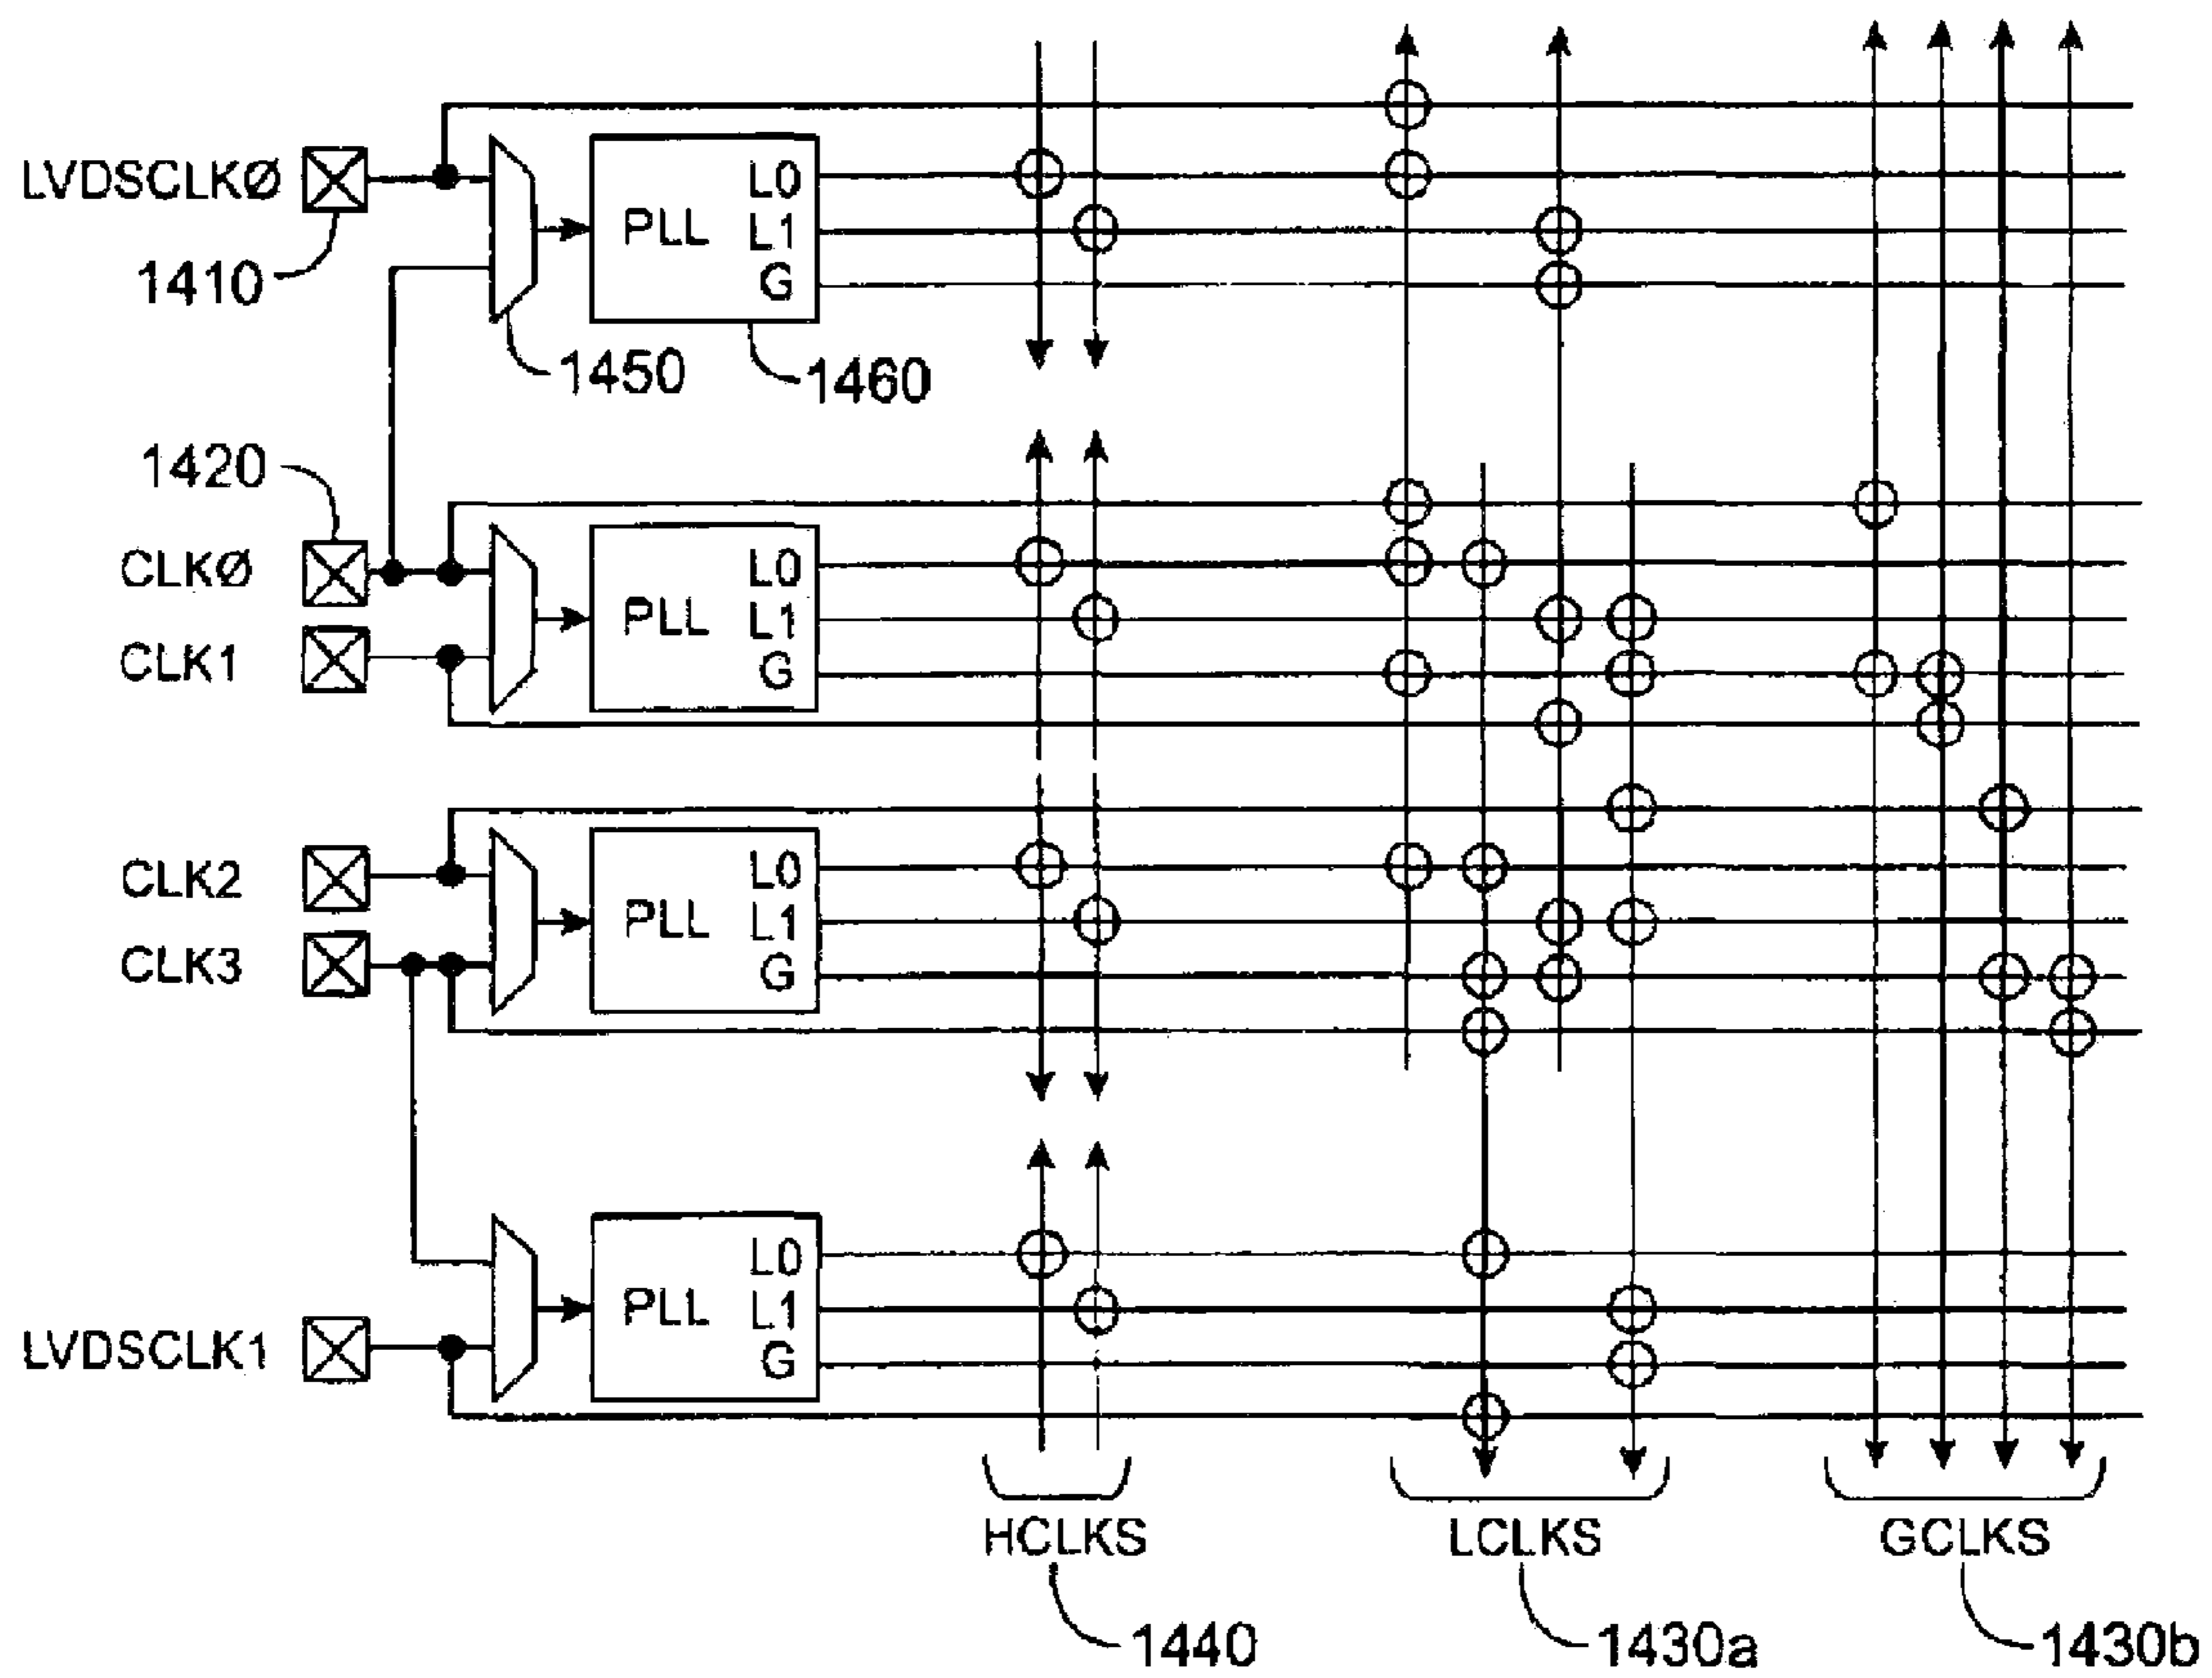 LVDSCLKØ
L0
PLL L1
G
1410
1450
1460
1420
CLKØ
L0
PLL L1
CLK1
G
CLK2
L0
PLL L1
CLK3
G
L0
PLL L1
LVDSCLK1
G
HCLKS
LCLKS
GCLKS
1440
1430a
1430b